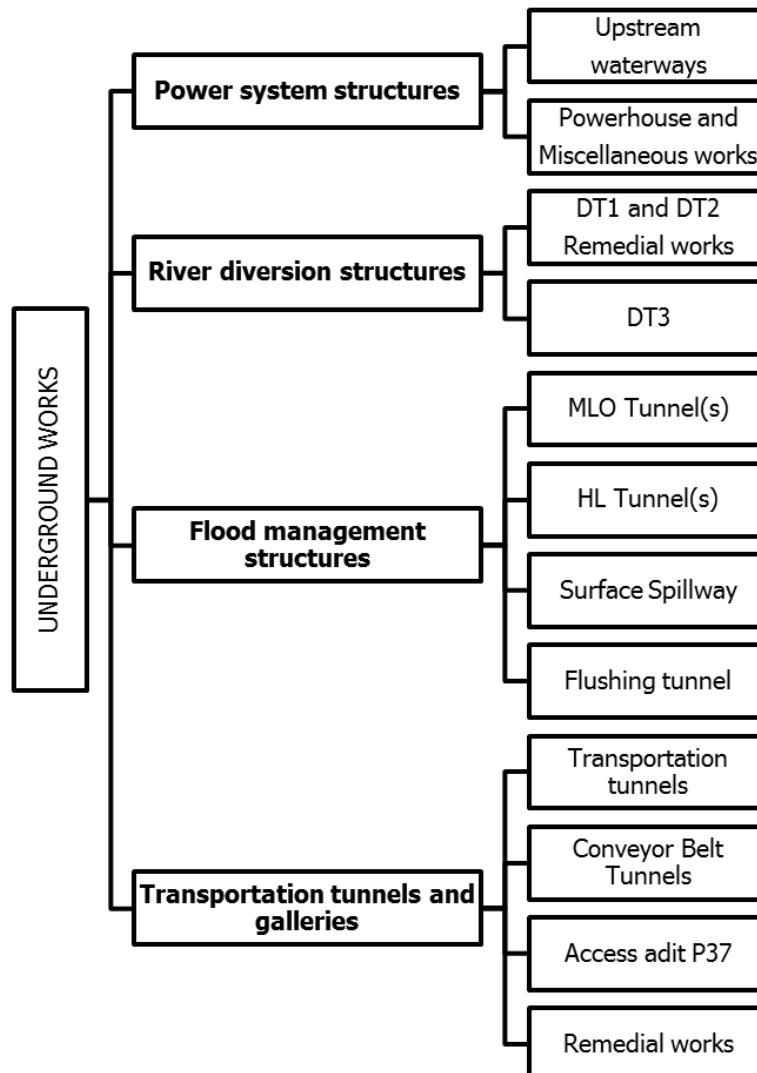 UNDERGROUND WORKS
Power system structures
Upstream
waterways
Powerhouse and
Miscellaneous works
River diversion structures
DT1 and DT2
Remedial works
DT3
Flood management
structures
MLO Tunnel(s)
HL Tunnel(s)
Surface Spillway
Flushing tunnel
Transportation tunnels and
galleries
Transportation
tunnels
Conveyor Belt
Tunnels
Access adit P37
Remedial works